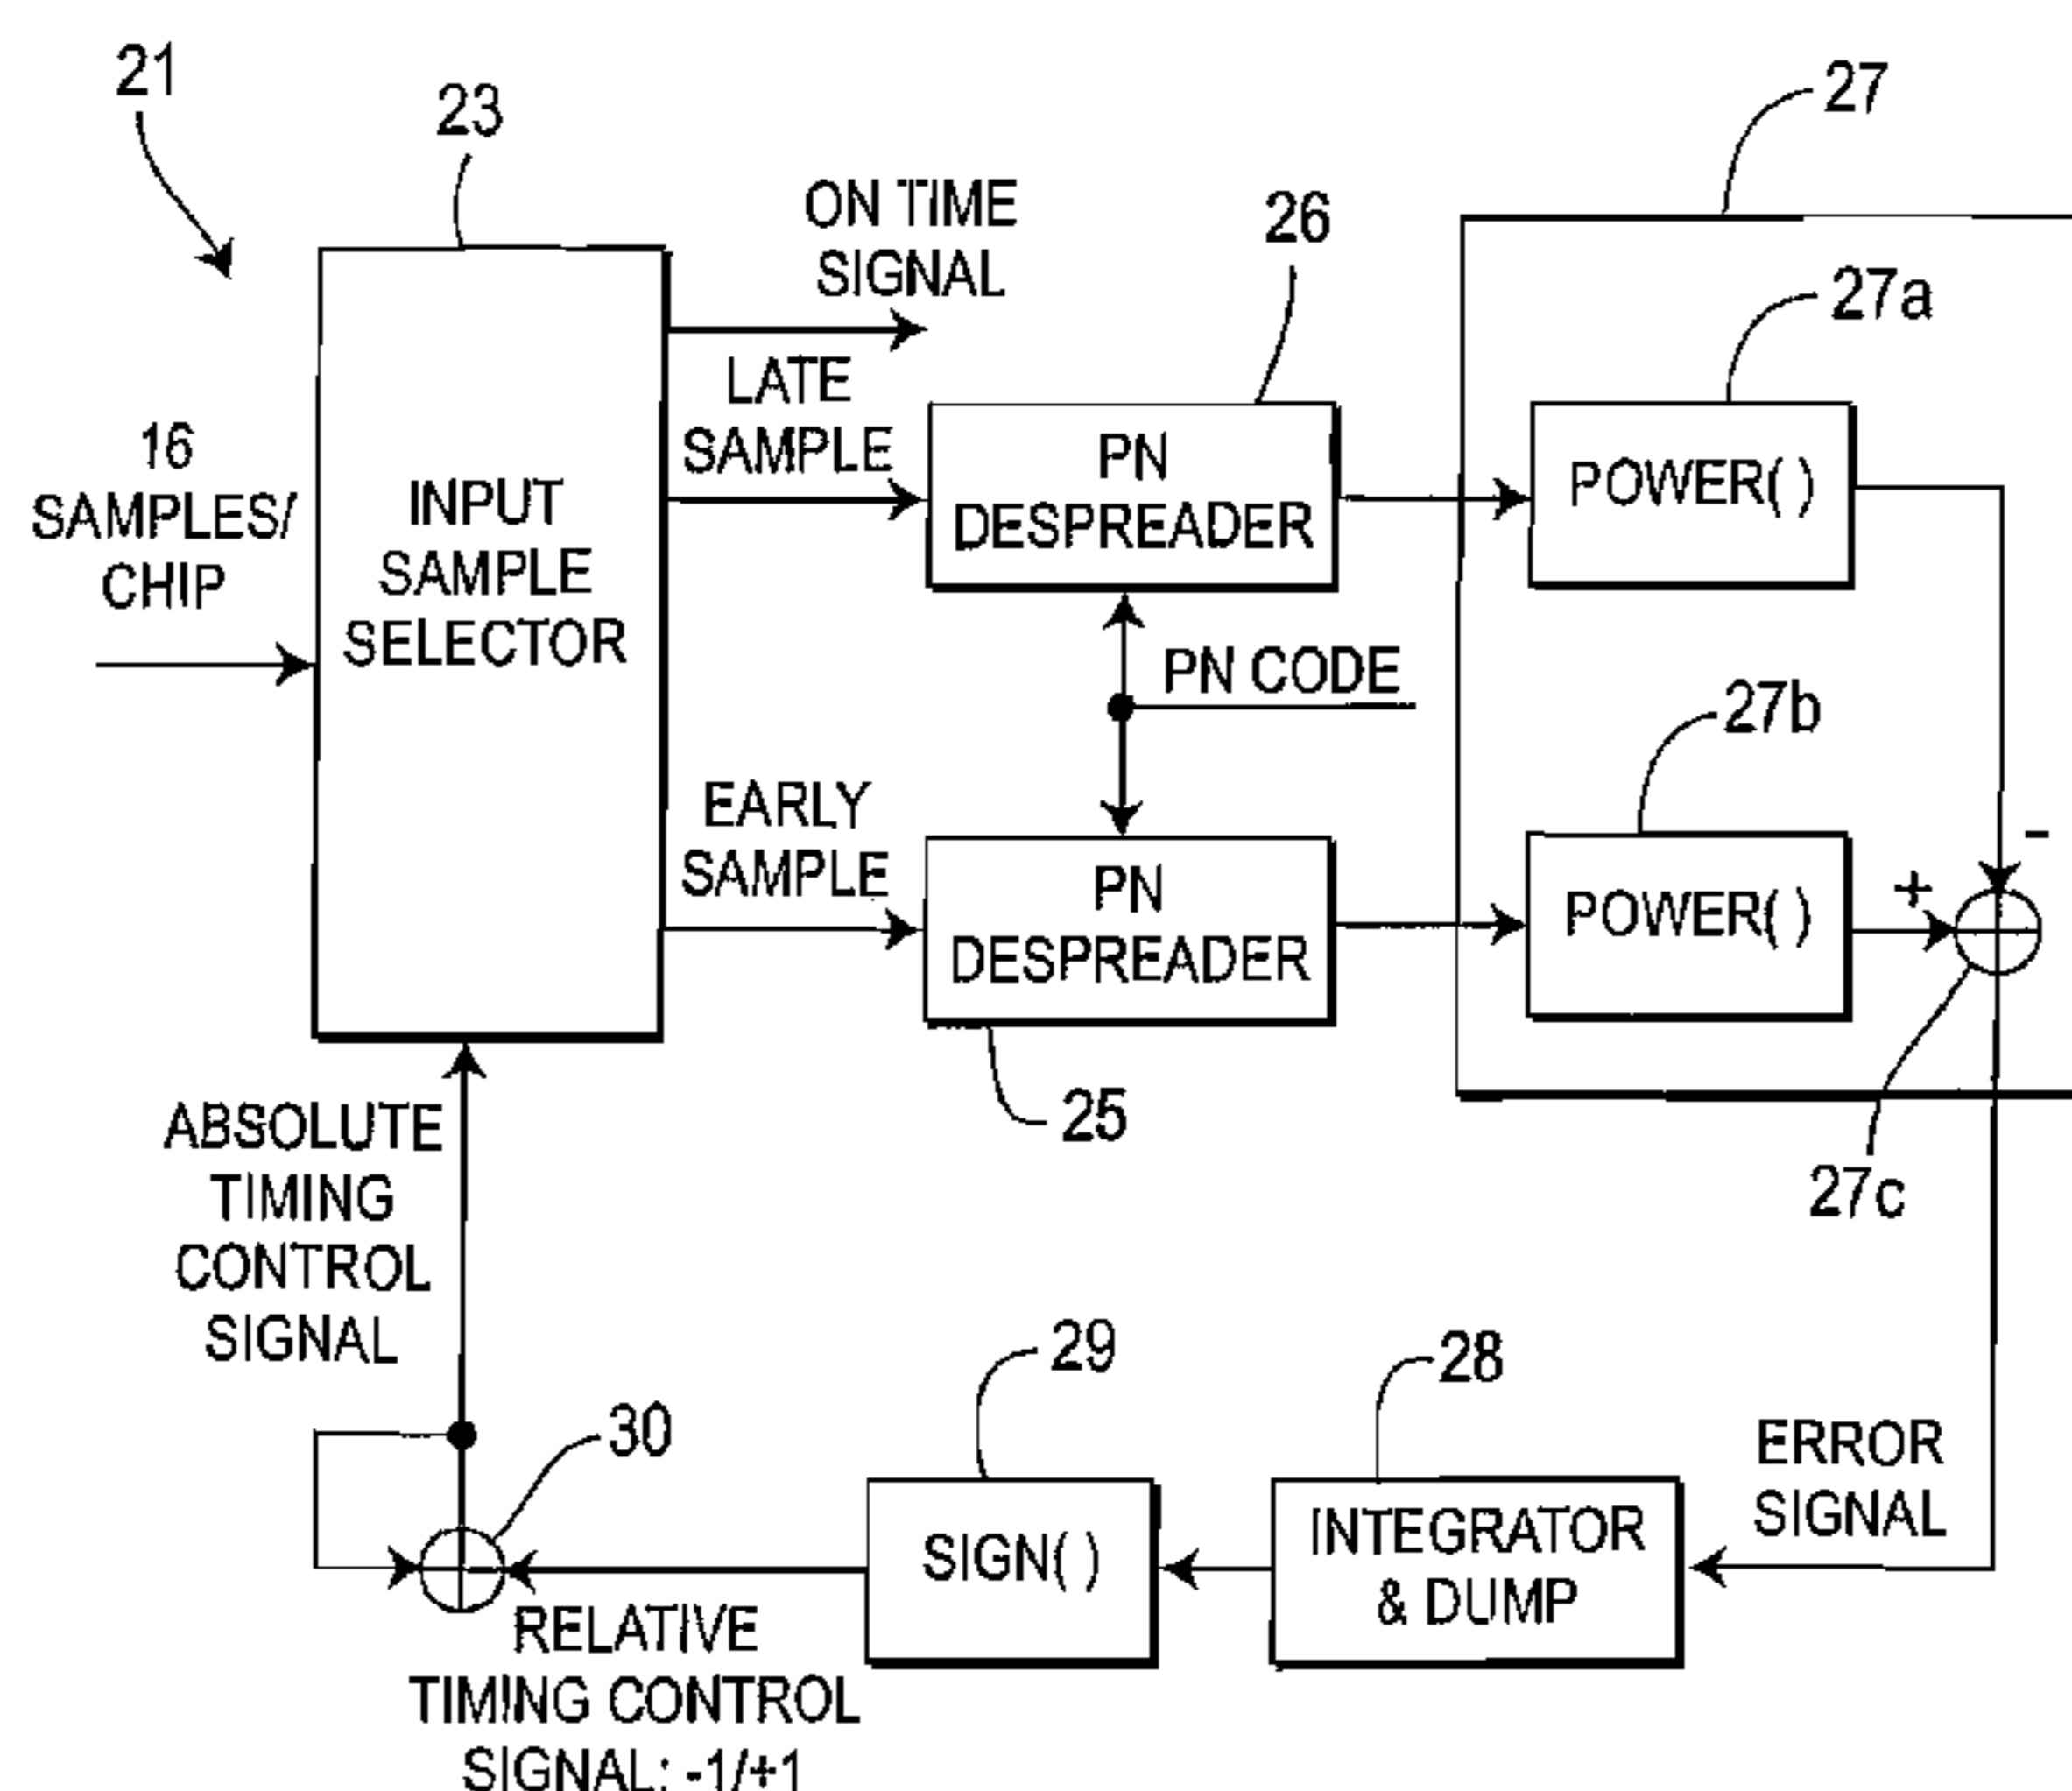 21
23
27
ON TIME
SIGNAL
26
27a
LATE
SAMPLE
16
SAMPLES/
CHIP
INPUT
SAMPLE
SELECTOR
PN
DESPREADER
POWER( )
PN CODE
27b
EARLY
SAMPLE
PN
DESPREADER
POWER( )
+
-
25
27c
ABSOLUTE
TIMING
CONTROL
SIGNAL
30
29
28
SIGN( )
INTEGRATOR
& DUMP
ERROR
SIGNAL
RELATIVE
TIMING CONTROL
SIGNAL: -1/+1